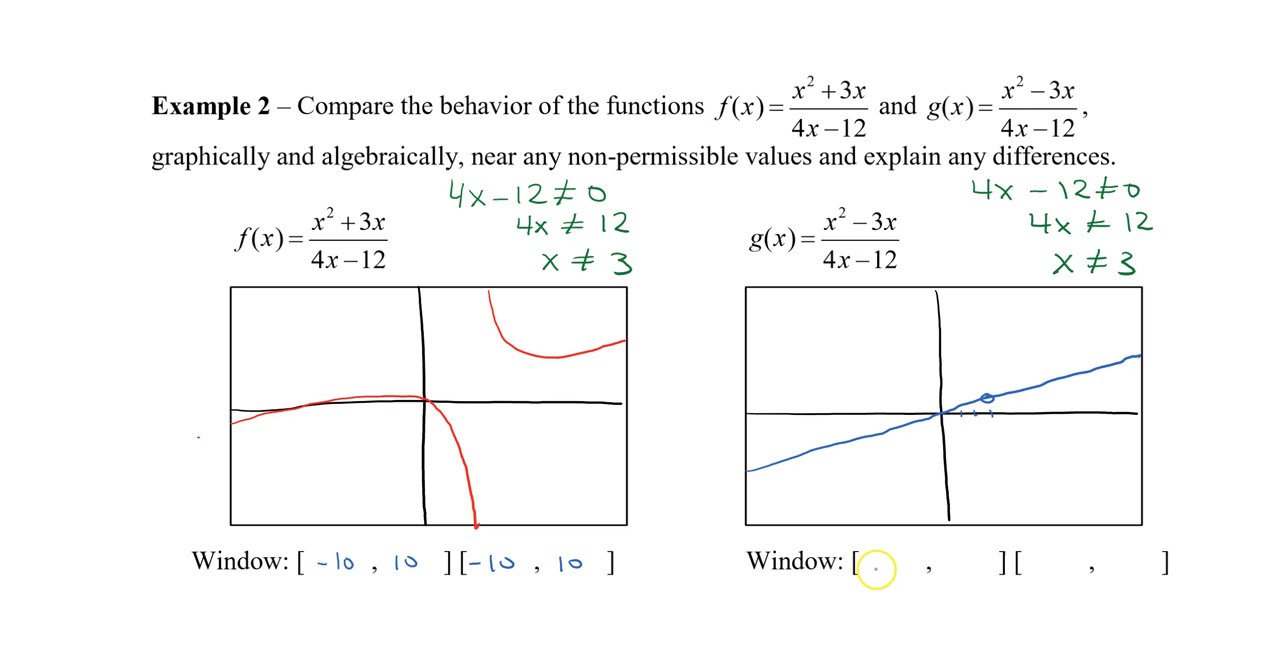 Example 2 – Compare the behavior of the functions f(x) = (x² + 3x)/(4x − 12) and g(x) = (x² − 3x)/(4x − 12),
graphically and algebraically, near any non-permissible values and explain any differences.
f(x) = (x² + 3x)/(4x − 12)
4x − 12 ≠ 0
4x ≠ 12
x ≠ 3
g(x) = (x² − 3x)/(4x − 12)
4x − 12 ≠ 0
4x ≠ 12
x ≠ 3
Window: [ -10 , 10 ] [ -10 , 10 ]
Window: [ , ] [ , ]